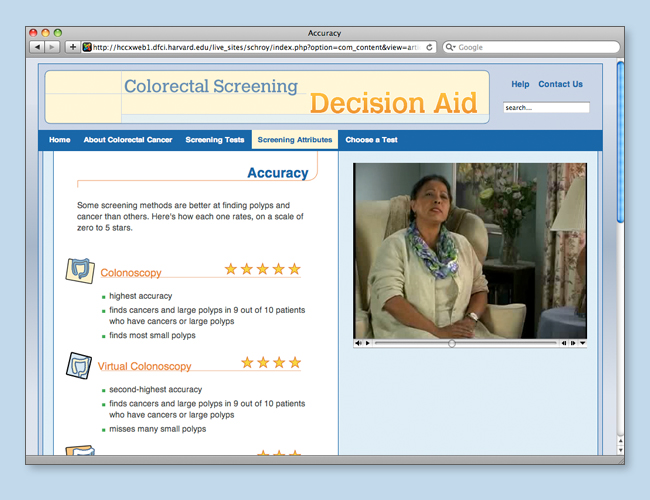 Accuracy
http://hccxweb1.dfci.harvard.edu/live_sites/schroy/index.php?option=com_content&view=arti
Google
Colorectal Screening
Decision Aid
Help Contact Us
search...
Home About Colorectal Cancer Screening Tests Screening Attributes Choose a Test
Accuracy
Some screening methods are better at finding polyps and
cancer than others. Here's how each one rates, on a scale of
zero to 5 stars.
Colonoscopy
highest accuracy
finds cancers and large polyps in 9 out of 10 patients
who have cancers or large polyps
finds most small polyps
Virtual Colonoscopy
second-highest accuracy
finds cancers and large polyps in 9 out of 10 patients
who have cancers or large polyps
misses many small polyps